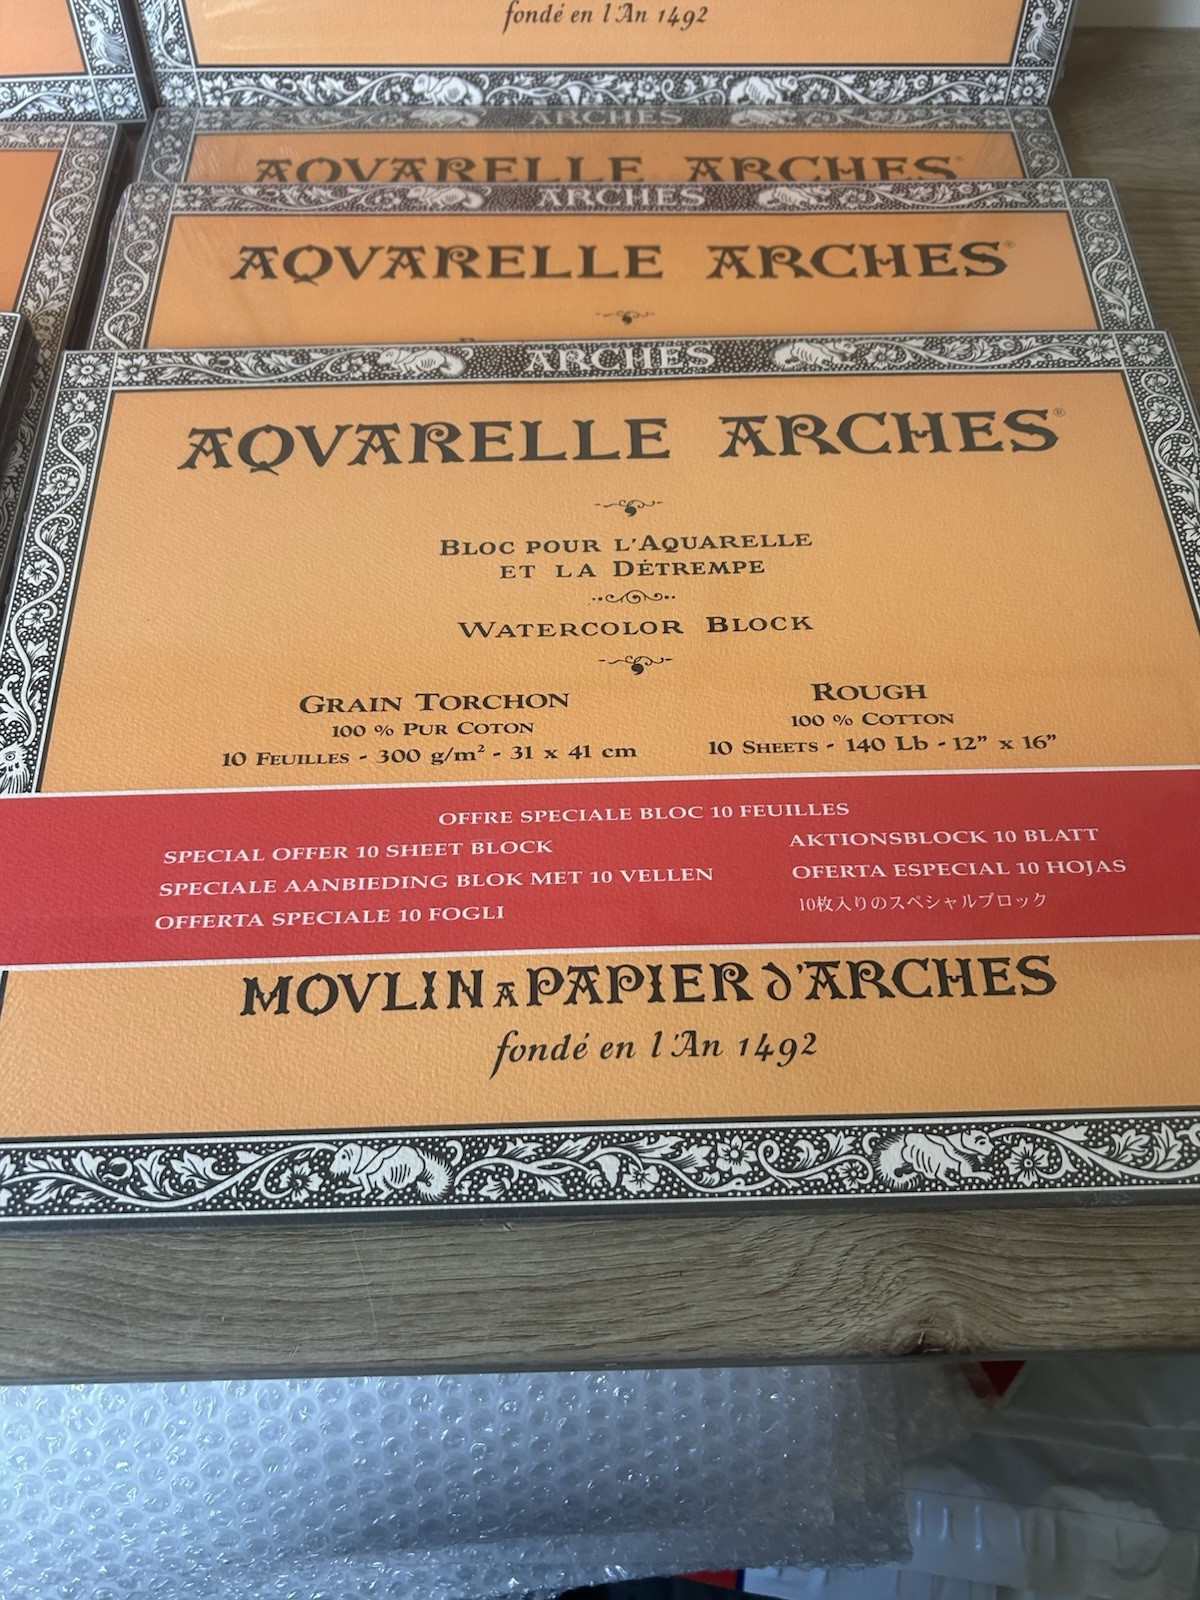 fondé en l'An 1492
ARCHES
AQVARELLE ARCHES®
ARCHES
AQVARELLE ARCHES®
ARCHES
AQVARELLE ARCHES®
BLOC POUR L'AQUARELLE
ET LA DÉTREMPE
WATERCOLOR BLOCK
GRAIN TORCHON
100 % PUR COTON
10 FEUILLES - 300 g/m² - 31 x 41 cm
ROUGH
100 % COTTON
10 SHEETS - 140 Lb - 12” x 16”
OFFRE SPECIALE BLOC 10 FEUILLES
SPECIAL OFFER 10 SHEET BLOCK
SPECIALE AANBIEDING BLOK MET 10 VELLEN
OFFERTA SPECIALE 10 FOGLI
AKTIONSBLOCK 10 BLATT
OFERTA ESPECIAL 10 HOJAS
10枚入りのスペシャルブロック
MOVLIN A PAPIER d'ARCHES
fondé en l'An 1492